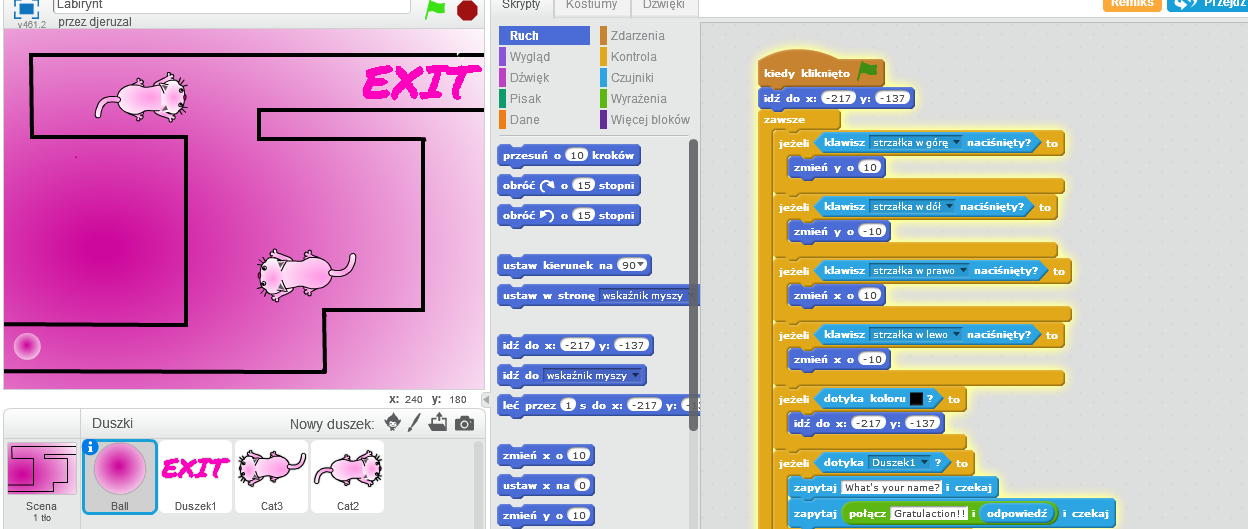 Labirynt
v461.2
przez djeruzal
EXIT
x: 240 y: 180
Duszki
Nowy duszek:
Scena
1 tło
Ball
EXIT
Duszek1
Cat3
Cat2
Skrypty
Kostiumy
Dźwięki
Ruch
Zdarzenia
Wygląd
Kontrola
Dźwięk
Czujniki
Pisak
Wyrażenia
Dane
Więcej bloków
przesuń o 10 kroków
obróć o 15 stopni
obróć o 15 stopni
ustaw kierunek na 90
ustaw w stronę wskaźnik myszy
idź do x: -217 y: -137
idź do wskaźnik myszy
leć przez 1 s do x: -217 y:
zmień x o 10
ustaw x na 0
zmień y o 10
Remiks
Przejdź
kiedy kliknięto
idź do x: -217 y: -137
zawsze
jeżeli klawisz strzałka w górę naciśnięty? to
zmień y o 10
jeżeli klawisz strzałka w dół naciśnięty? to
zmień y o -10
jeżeli klawisz strzałka w prawo naciśnięty? to
zmień x o 10
jeżeli klawisz strzałka w lewo naciśnięty? to
zmień x o -10
jeżeli dotyka koloru ? to
idź do x: -217 y: -137
jeżeli dotyka Duszek1 ? to
zapytaj What's your name? i czekaj
zapytaj połącz Gratulaction!! i odpowiedź i czekaj